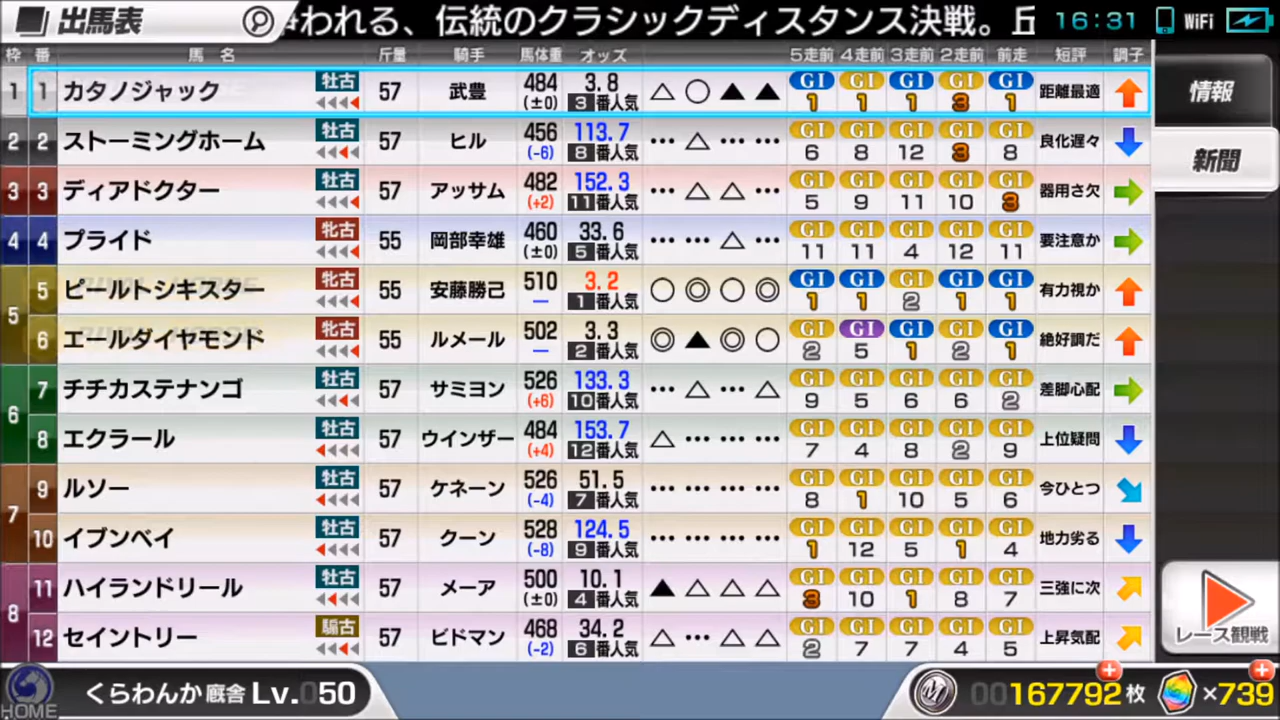 出馬表 われる、伝統のクラシックディスタンス決戦。丘 16:31 WiFi
枠 番 馬 名 斤量 騎手 馬体重 オッズ 5走前 4走前 3走前 2走前 前走 短評 調子
1 1 カタノジャック 牡古 57 武豊 484 (±0) 3.8 3番人気 △ ○ ▲ ▲ GI 1 GI 1 GI 1 GI 3 GI 1 距離最適
2 2 ストーミングホーム 牡古 57 ヒル 456 (-6) 113.7 8番人気 … △ … … GI 6 GI 8 GI 12 GI 3 GI 8 良化遅々
3 3 ディアドクター 牡古 57 アッサム 482 (+2) 152.3 11番人気 … △ △ … GI 5 GI 9 GI 11 GI 10 GI 3 器用さ欠
4 4 プライド 牝古 55 岡部幸雄 460 (±0) 33.6 5番人気 … … △ … GI 11 GI 11 GI 4 GI 12 GI 11 要注意か
5 5 ピールトシキスター 牝古 55 安藤勝己 510 — 3.2 1番人気 ○ ◎ ○ ◎ GI 1 GI 1 GI 2 GI 1 GI 1 有力視か
6 エールダイヤモンド 牝古 55 ルメール 502 — 3.3 2番人気 ◎ ▲ ◎ ○ GI 2 GI 5 GI 1 GI 2 GI 1 絶好調だ
6 7 チチカステナンゴ 牡古 57 サミヨン 526 (+6) 133.3 10番人気 … △ … △ GI 9 GI 5 GI 6 GI 6 GI 2 差脚心配
8 エクラール 牡古 57 ウインザー 484 (+4) 153.7 12番人気 △ … … … GI 7 GI 4 GI 8 GI 2 GI 9 上位疑問
7 9 ルソー 牡古 57 ケネーン 526 (-4) 51.5 7番人気 … … … … GI 8 GI 1 GI 10 GI 5 GI 6 今ひとつ
10 イブンベイ 牡古 57 クーン 528 (-8) 124.5 9番人気 … … … … GI 1 GI 12 GI 5 GI 1 GI 4 地力劣る
8 11 ハイランドリール 牡古 57 メーア 500 (±0) 10.1 4番人気 ▲ △ △ △ GI 3 GI 10 GI 1 GI 8 GI 7 三強に次
12 セイントリー 騸古 57 ビドマン 468 (-2) 34.2 6番人気 △ … △ △ GI 2 GI 7 GI 7 GI 4 GI 5 上昇気配
情報
新聞
レース観戦
HOME くらわんか 厩舎 Lv.050 M 00167792枚 ×739